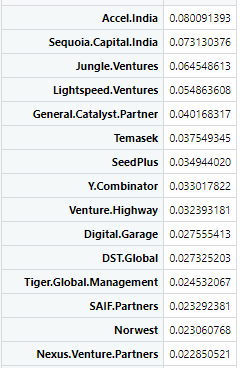 Accel.India 0.080091393
Sequoia.Capital.India 0.073130376
Jungle.Ventures 0.064548613
Lightspeed.Ventures 0.054863608
General.Catalyst.Partner 0.040168317
Temasek 0.037549345
SeedPlus 0.034944020
Y.Combinator 0.033017822
Venture.Highway 0.032393181
Digital.Garage 0.027555413
DST.Global 0.027325203
Tiger.Global.Management 0.024532067
SAIF.Partners 0.023292381
Norwest 0.023060768
Nexus.Venture.Partners 0.022850521